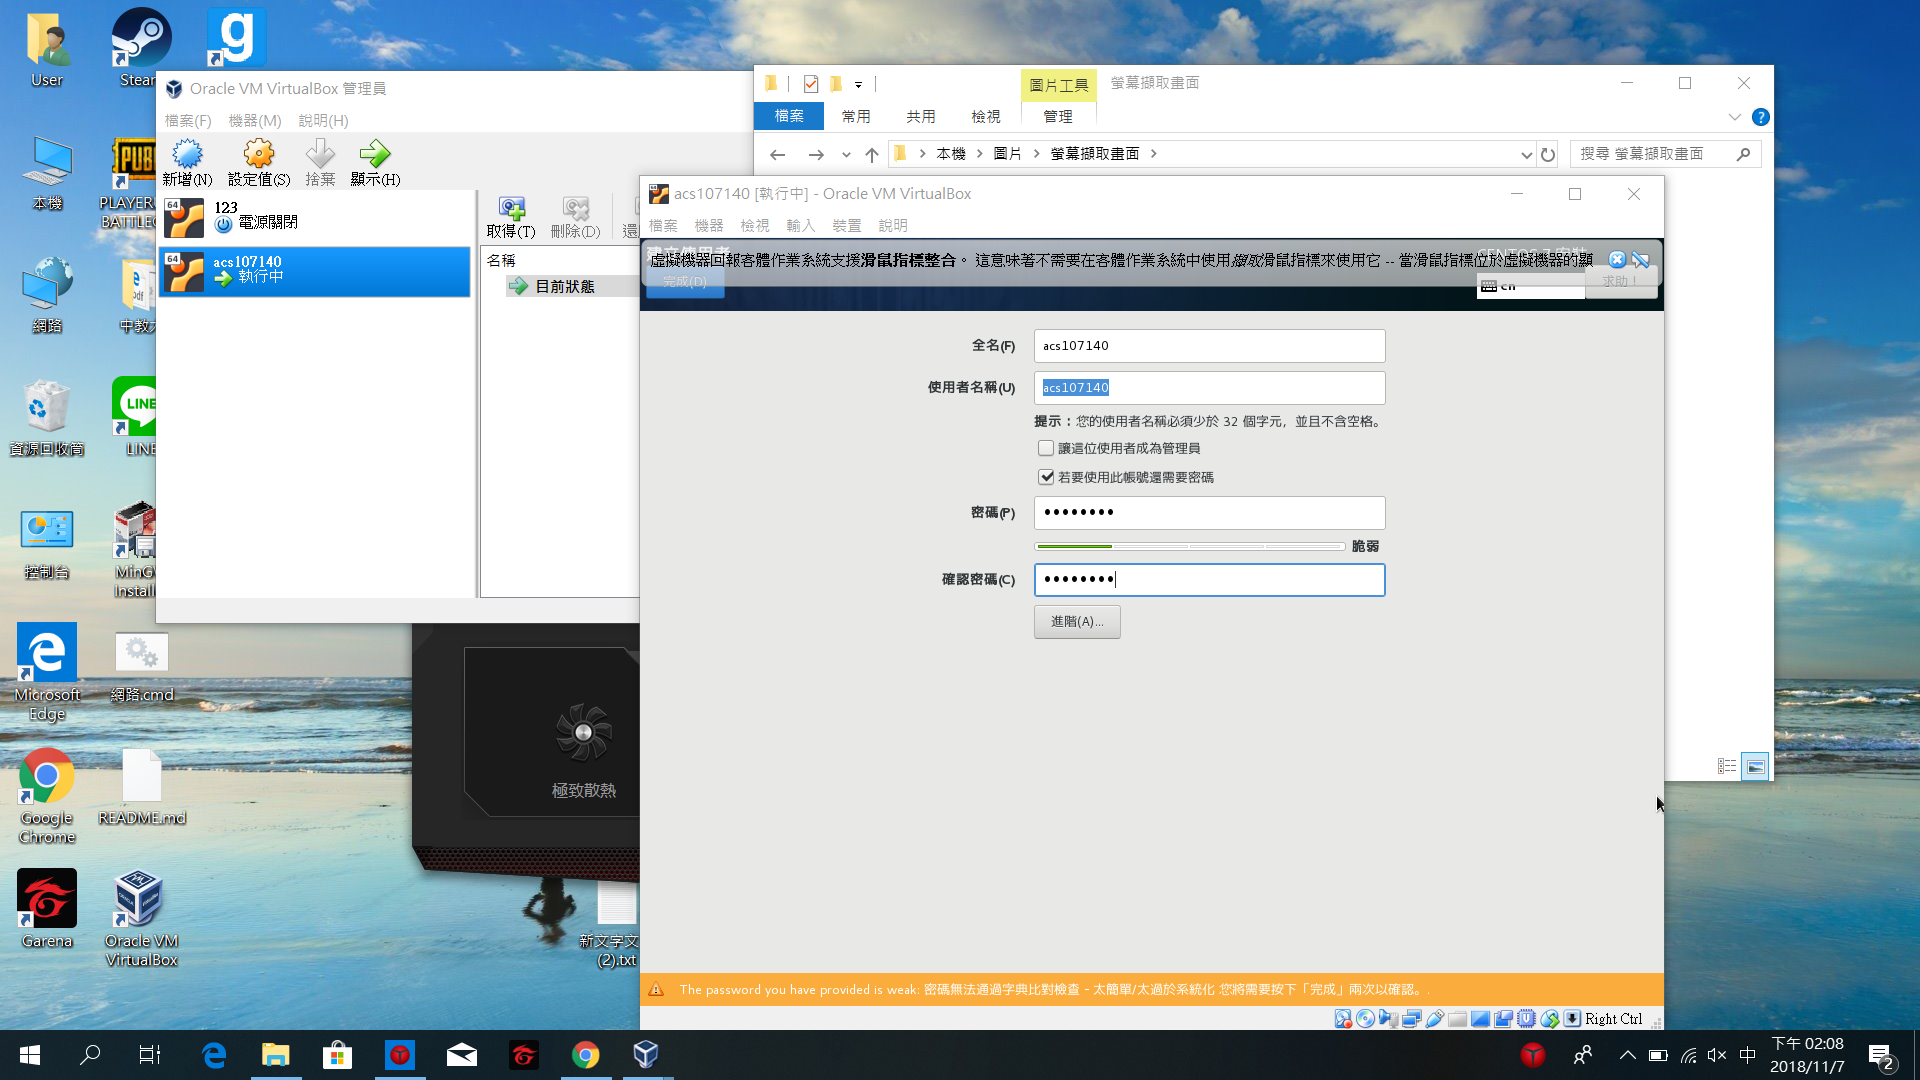 User
Stear
本機
PLAYER
BATTLEG
網路
資源回收筒
LINE
LINE
控制台
MinG
Install
Microsoft
Edge
網路.cmd
Google
Chrome
README.md
Garena
Oracle VM
VirtualBox
新文字文
(2).txt
Oracle VM VirtualBox 管理員
檔案(F) 機器(M) 說明(H)
新增(N) 設定值(S) 捨棄 顯示(H)
64
123
電源關閉
64
acs107140
執行中
取得(T) 刪除(D) 還
名稱
目前狀態
極致散熱
圖片工具 螢幕擷取畫面
檔案 常用 共用 檢視 管理
本機 圖片 螢幕擷取畫面
搜尋 螢幕擷取畫面
acs107140 [執行中] - Oracle VM VirtualBox
檔案 機器 檢視 輸入 裝置 說明
建立使用者
CENTOS 7 安裝
虛擬機器回報客體作業系統支援滑鼠指標整合。 這意味著不需要在客體作業系統中使用擷取滑鼠指標來使用它 -- 當滑鼠指標位於虛擬機器的顯
完成(D)
cn
求助！
全名(F) acs107140
使用者名稱(U) acs107140
提示：您的使用者名稱必須少於 32 個字元，並且不含空格。
讓這位使用者成為管理員
若要使用此帳號還需要密碼
密碼(P) ••••••••
脆弱
確認密碼(C) ••••••••
進階(A)...
The password you have provided is weak: 密碼無法通過字典比對檢查 - 太簡單/太過於系統化 您將需要按下「完成」兩次以確認。.
Right Ctrl
中
下午 02:08
2018/11/7
2